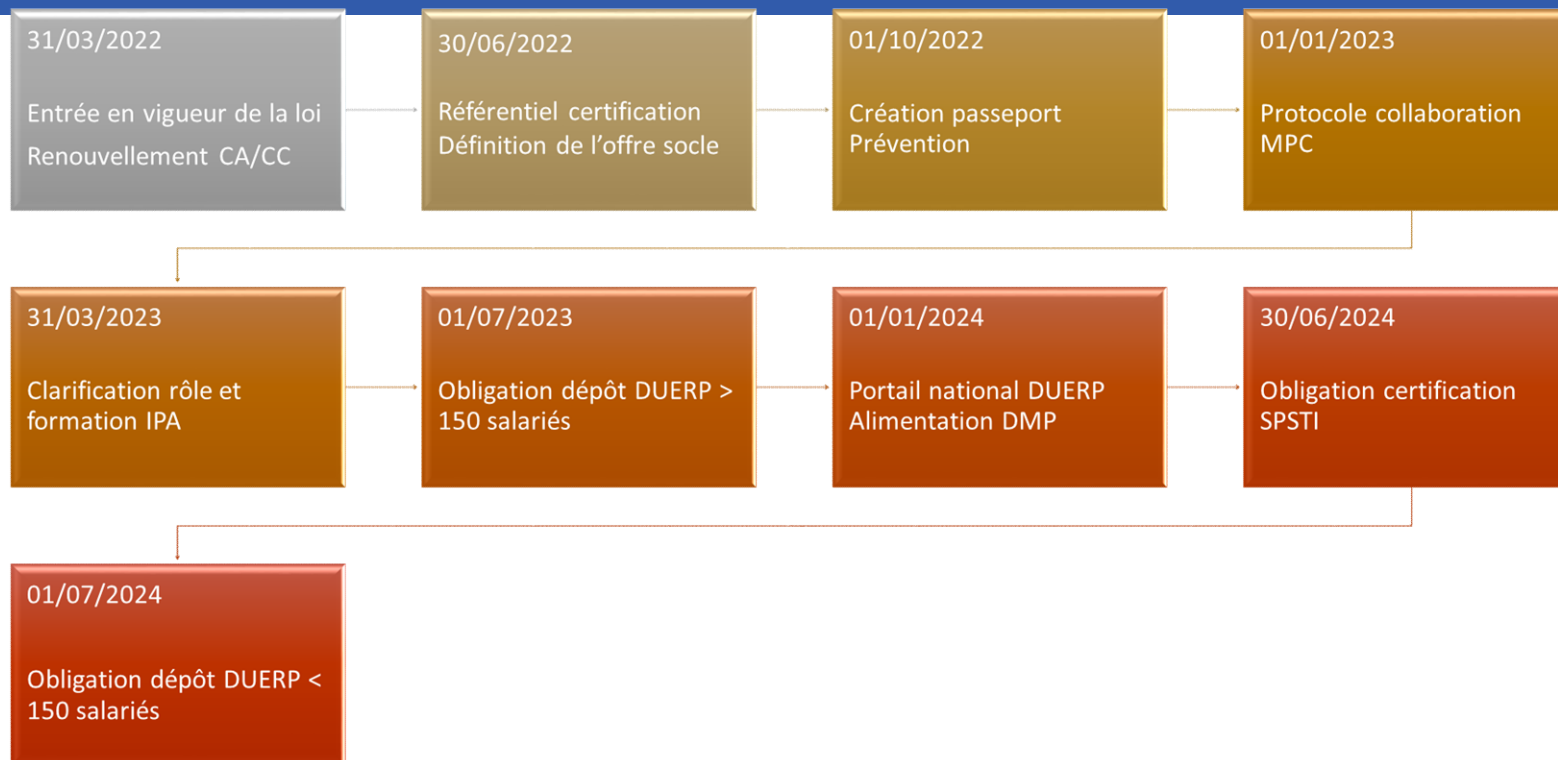 31/03/2022
Entrée en vigueur de la loi
Renouvellement CA/CC
30/06/2022
Référentiel certification
Définition de l’offre socle
01/10/2022
Création passeport
Prévention
01/01/2023
Protocole collaboration
MPC
31/03/2023
Clarification rôle et
formation IPA
01/07/2023
Obligation dépôt DUERP >
150 salariés
01/01/2024
Portail national DUERP
Alimentation DMP
30/06/2024
Obligation certification
SPSTI
01/07/2024
Obligation dépôt DUERP <
150 salariés